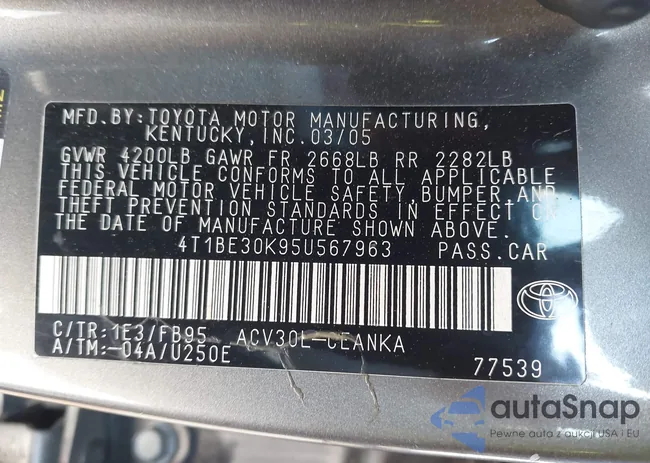 MFD. BY: TOYOTA MOTOR MANUFACTURING,
KENTUCKY, INC. 03/05
GVWR 4200LB GAWR FR 2668LB RR 2282LB
THIS VEHICLE CONFORMS TO ALL APPLICABLE
FEDERAL MOTOR VEHICLE SAFETY, BUMPER, AND
THEFT PREVENTION STANDARDS IN EFFECT ON
THE DATE OF MANUFACTURE SHOWN ABOVE.
4T1BE30K95U567963 PASS.CAR
C/TR: 1E3/FB95 ACV30L-CEANKA
A/TM: -04A/U250E
77539
autaSnap
Pewne auta z aukcji USA i EU